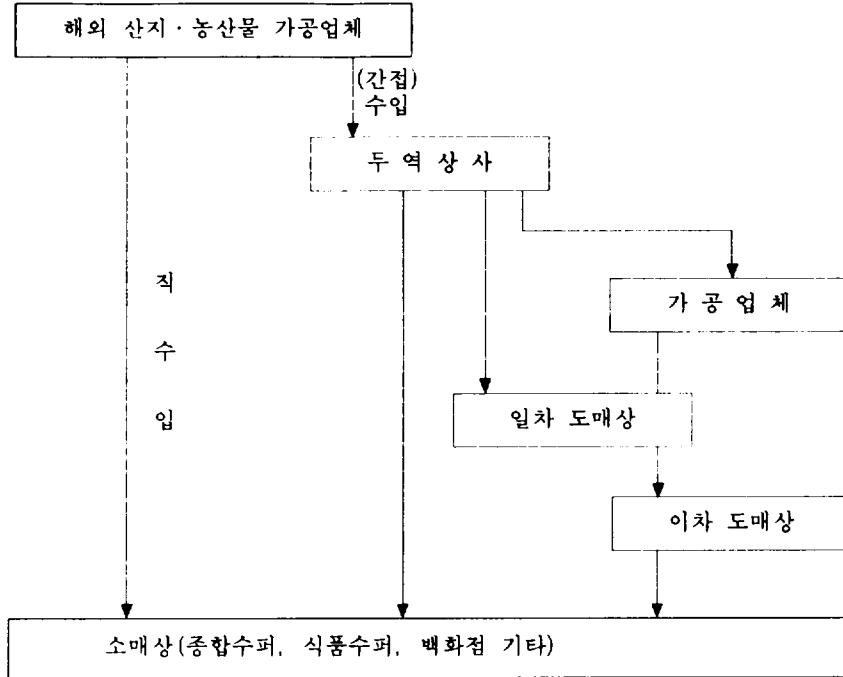 해외 산지·농산물 가공업체
(간접)
수입
두 역 상 사
직
수
입
가 공 업 체
일차 도매상
이차 도매상
소매상(종합수퍼, 식품수퍼, 백화점 기타)